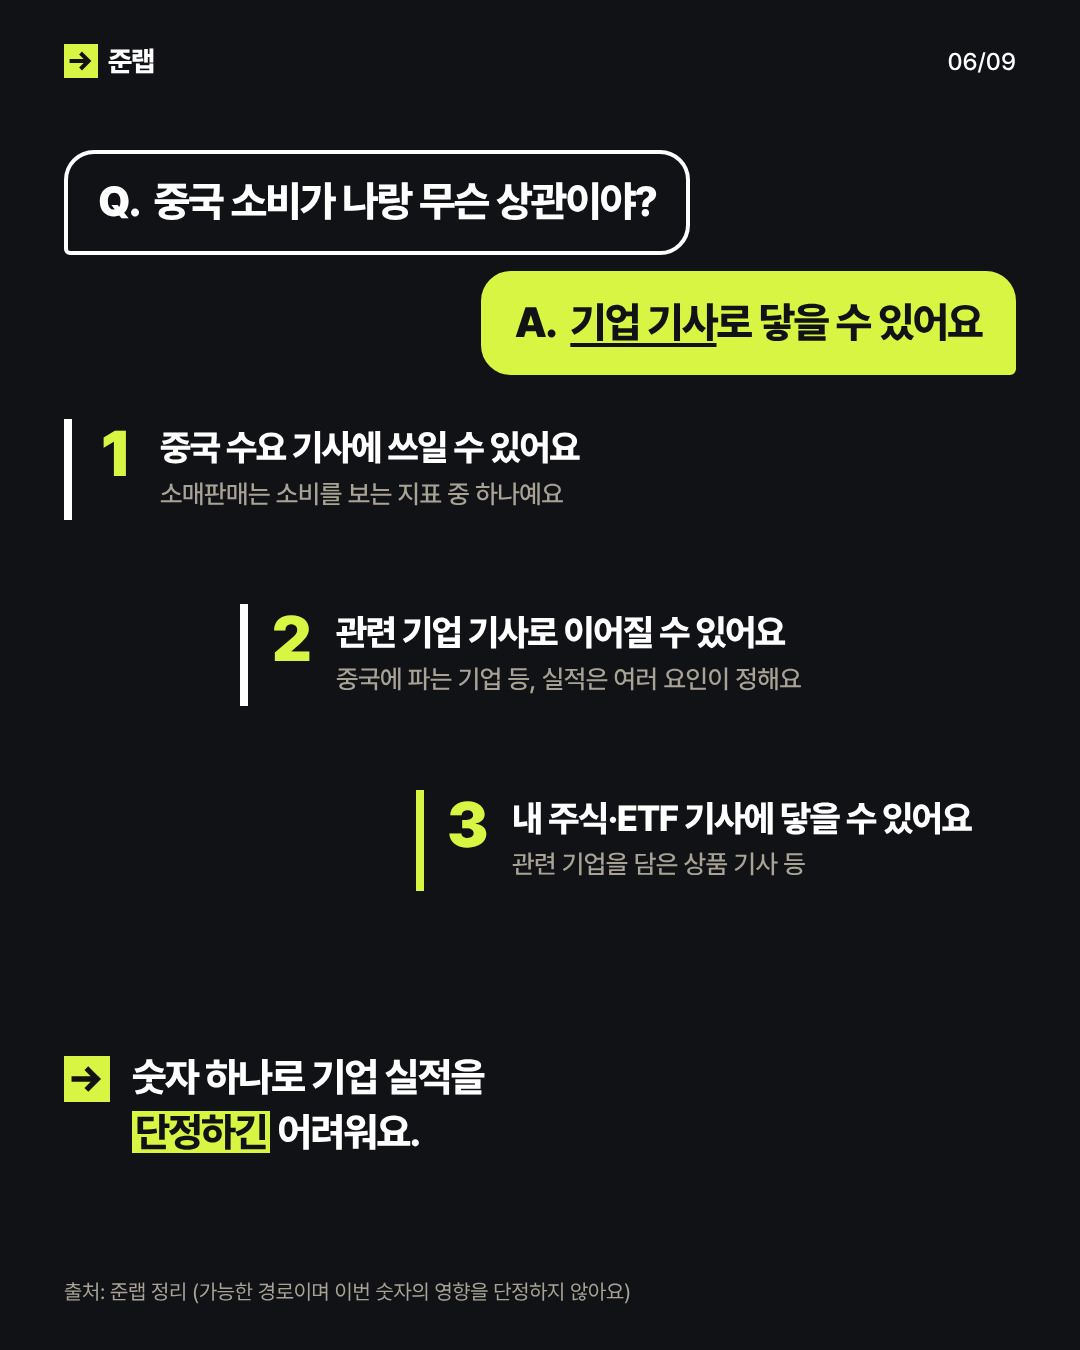 준랩
06/09
Q. 중국 소비가 나랑 무슨 상관이야?
A. 기업 기사로 닿을 수 있어요
1 중국 수요 기사에 쓰일 수 있어요
소매판매는 소비를 보는 지표 중 하나예요
2 관련 기업 기사로 이어질 수 있어요
중국에 파는 기업 등, 실적은 여러 요인이 정해요
3 내 주식·ETF 기사에 닿을 수 있어요
관련 기업을 담은 상품 기사 등
숫자 하나로 기업 실적을
단정하긴 어려워요.
출처: 준랩 정리 (가능한 경로이며 이번 숫자의 영향을 단정하지 않아요)